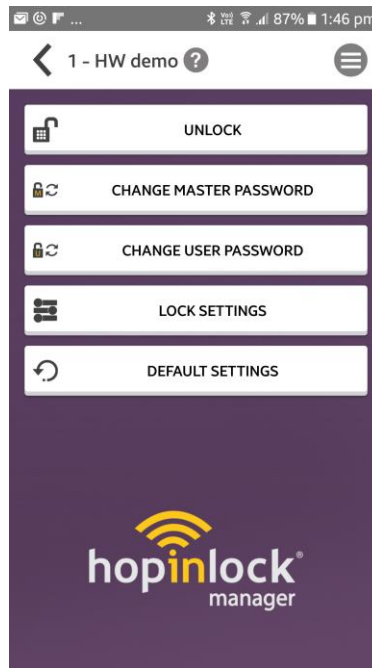 ... 87% 1:46 pm
1 - HW demo ?
UNLOCK
CHANGE MASTER PASSWORD
CHANGE USER PASSWORD
LOCK SETTINGS
DEFAULT SETTINGS
hopinlock®
manager